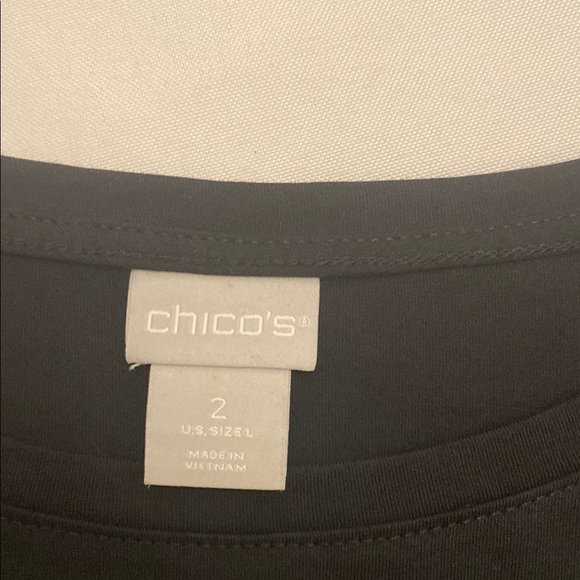 chico's®
2
U.S. SIZE L
MADE IN
VIETNAM